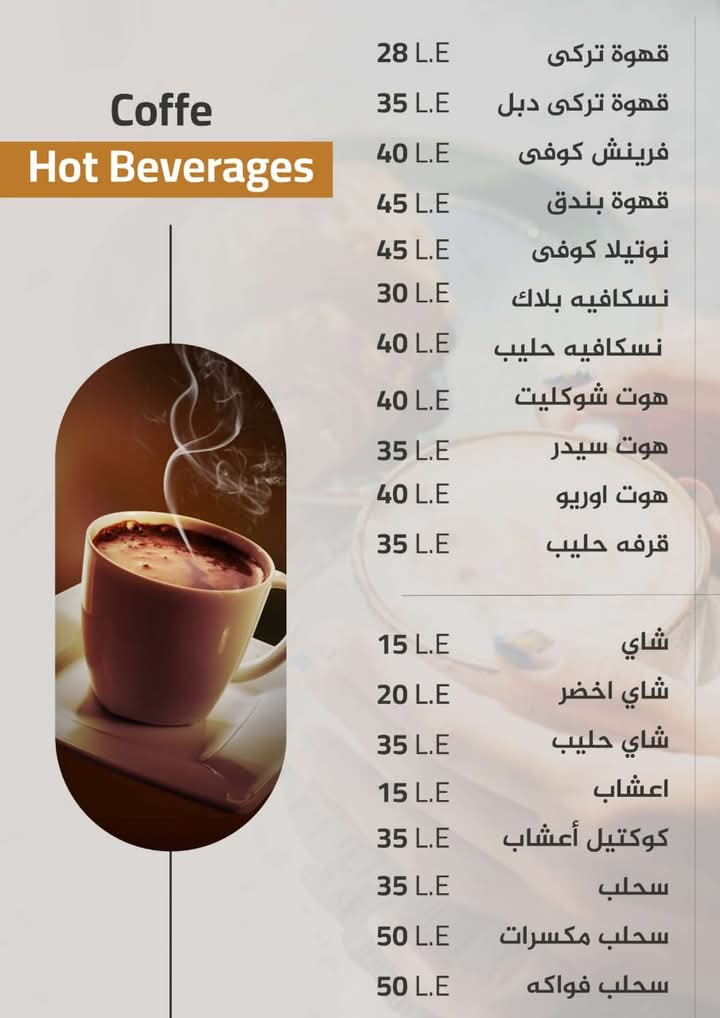 Coffe
Hot Beverages
قهوة تركى 28 L.E
قهوة تركى دبل 35 L.E
فرينش كوفى 40 L.E
قهوة بندق 45 L.E
نوتيلا كوفى 45 L.E
نسكافيه بلاك 30 L.E
نسكافيه حليب 40 L.E
هوت شوكليت 40 L.E
هوت سيدر 35 L.E
هوت اوريو 40 L.E
قرفه حليب 35 L.E
شاي 15 L.E
شاي اخضر 20 L.E
شاي حليب 35 L.E
اعشاب 15 L.E
كوكتيل أعشاب 35 L.E
سحلب 35 L.E
سحلب مكسرات 50 L.E
سحلب فواكه 50 L.E